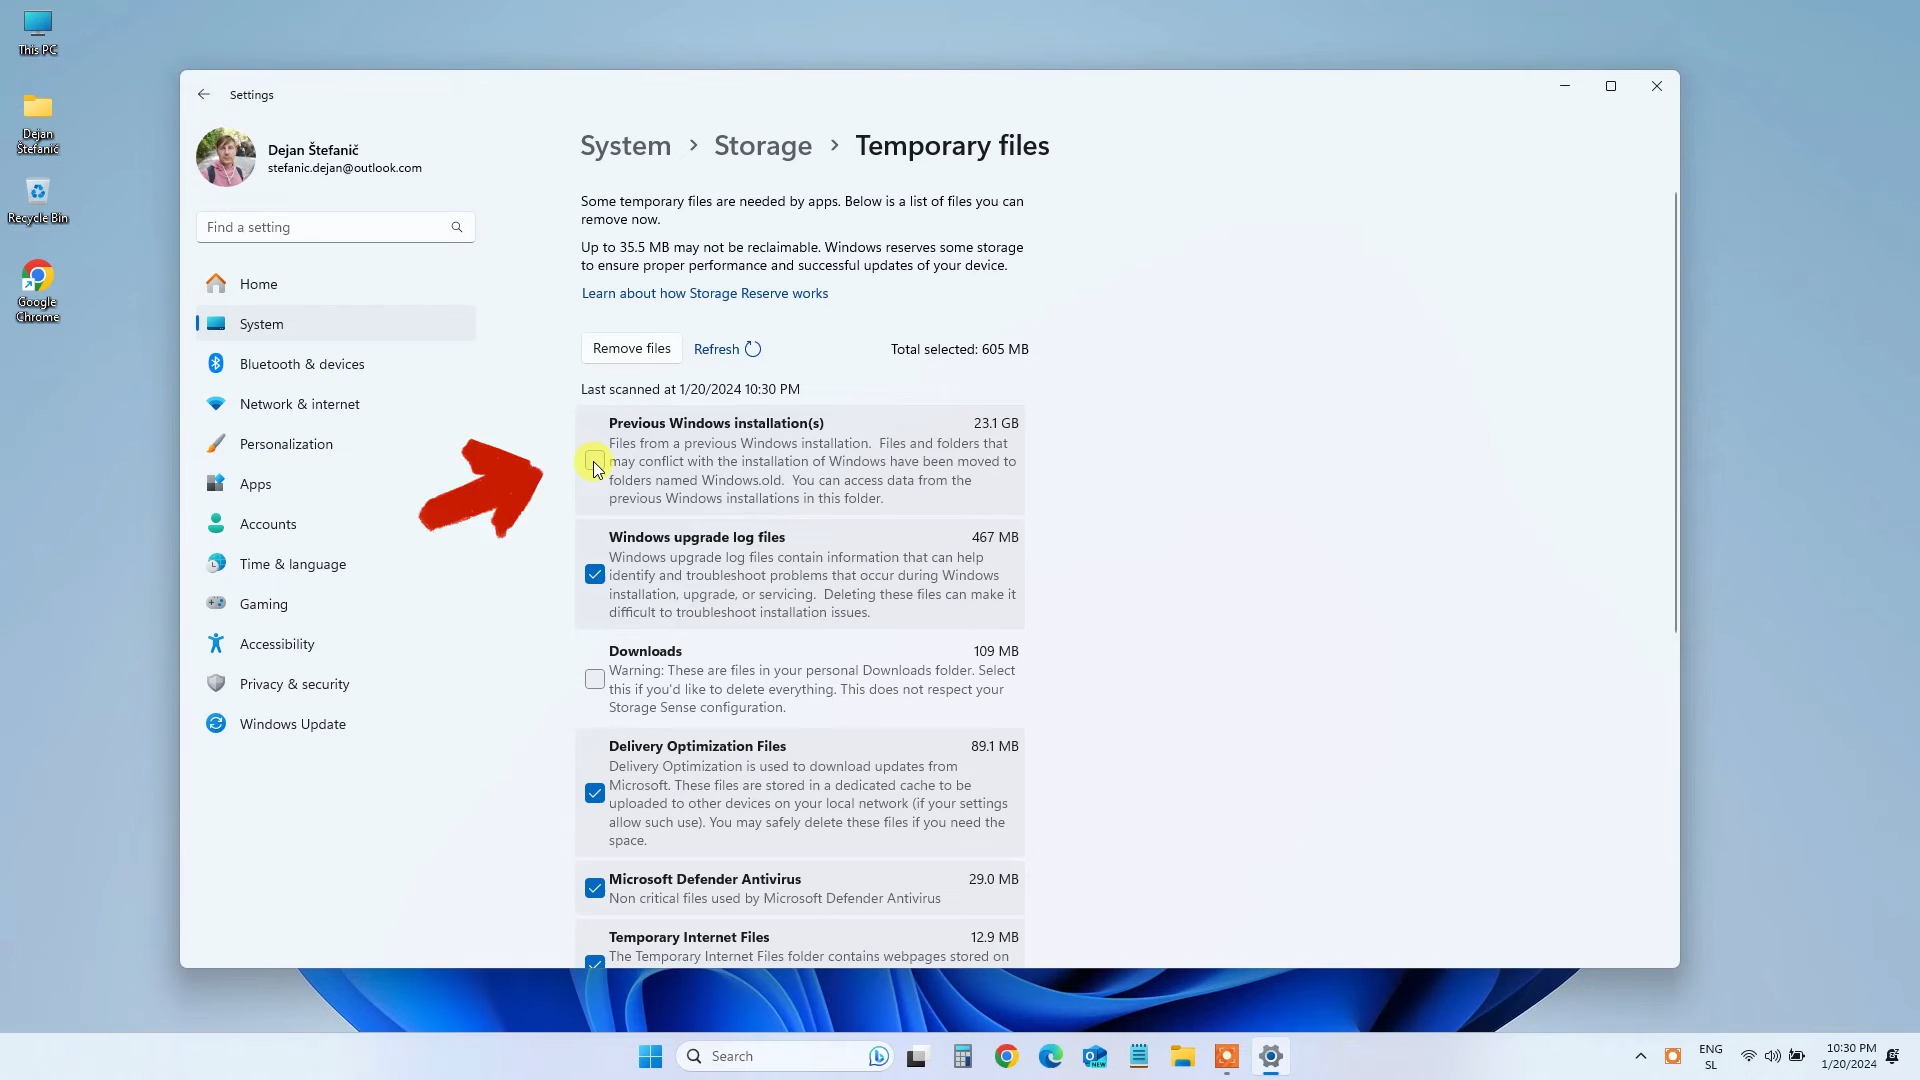 This PC
Dejan
Štefanič
Recycle Bin
Google
Chrome
Settings
Dejan Štefanič
stefanic.dejan@outlook.com
Find a setting
Home
System
Bluetooth & devices
Network & internet
Personalization
Apps
Accounts
Time & language
Gaming
Accessibility
Privacy & security
Windows Update
System > Storage > Temporary files
Some temporary files are needed by apps. Below is a list of files you can
remove now.
Up to 35.5 MB may not be reclaimable. Windows reserves some storage
to ensure proper performance and successful updates of your device.
Learn about how Storage Reserve works
Remove files Refresh Total selected: 605 MB
Last scanned at 1/20/2024 10:30 PM
Previous Windows installation(s) 23.1 GB
Files from a previous Windows installation.  Files and folders that
may conflict with the installation of Windows have been moved to
folders named Windows.old.  You can access data from the
previous Windows installations in this folder.
Windows upgrade log files 467 MB
Windows upgrade log files contain information that can help
identify and troubleshoot problems that occur during Windows
installation, upgrade, or servicing.  Deleting these files can make it
difficult to troubleshoot installation issues.
Downloads 109 MB
Warning: These are files in your personal Downloads folder. Select
this if you'd like to delete everything. This does not respect your
Storage Sense configuration.
Delivery Optimization Files 89.1 MB
Delivery Optimization is used to download updates from
Microsoft. These files are stored in a dedicated cache to be
uploaded to other devices on your local network (if your settings
allow such use). You may safely delete these files if you need the
space.
Microsoft Defender Antivirus 29.0 MB
Non critical files used by Microsoft Defender Antivirus
Temporary Internet Files 12.9 MB
The Temporary Internet Files folder contains webpages stored on
Search
NEW
ENG
SL
10:30 PM
1/20/2024